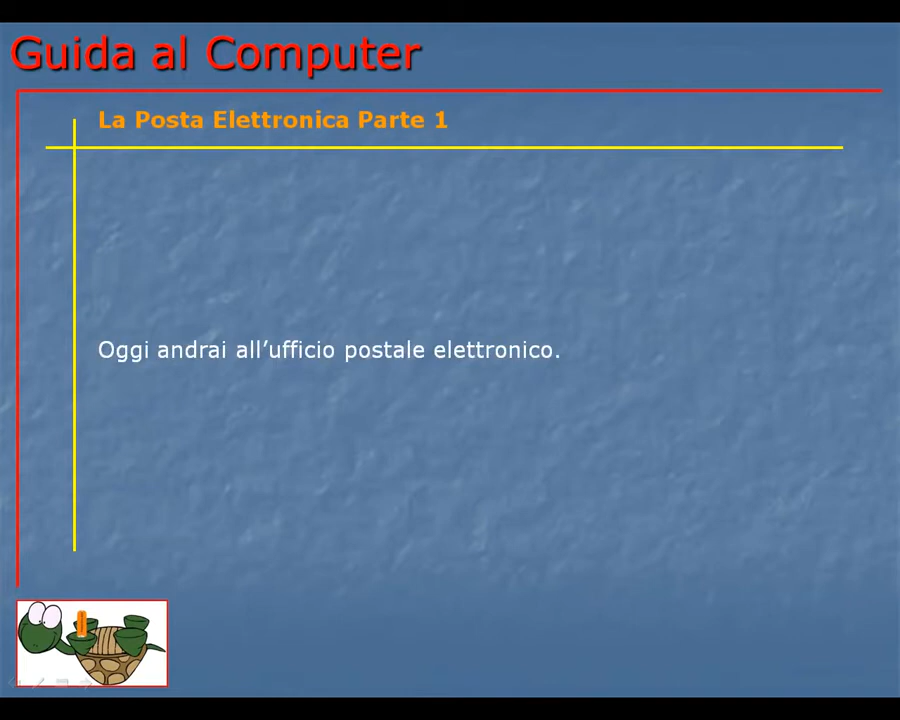 Guida al Computer
La Posta Elettronica Parte 1
Oggi andrai all’ufficio postale elettronico.